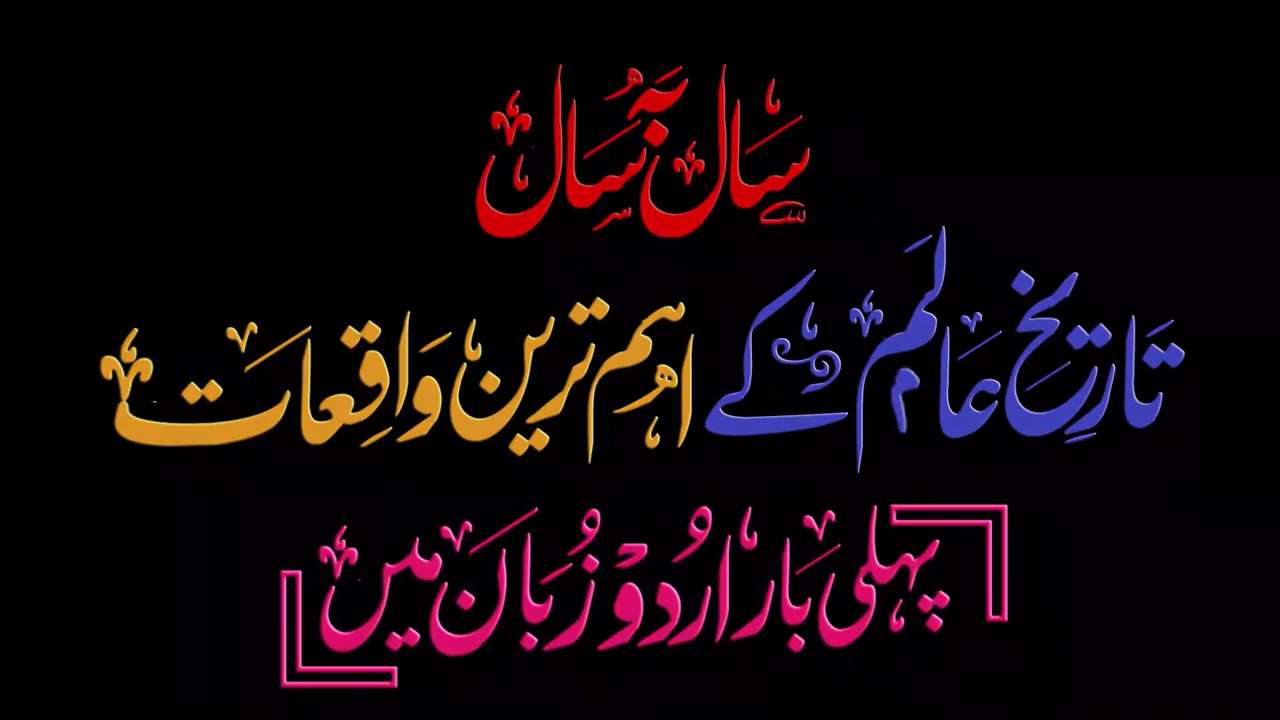 سال بہ سال
تاریخ عالم کے اہم ترین واقعات
پہلی بار اردو زبان میں